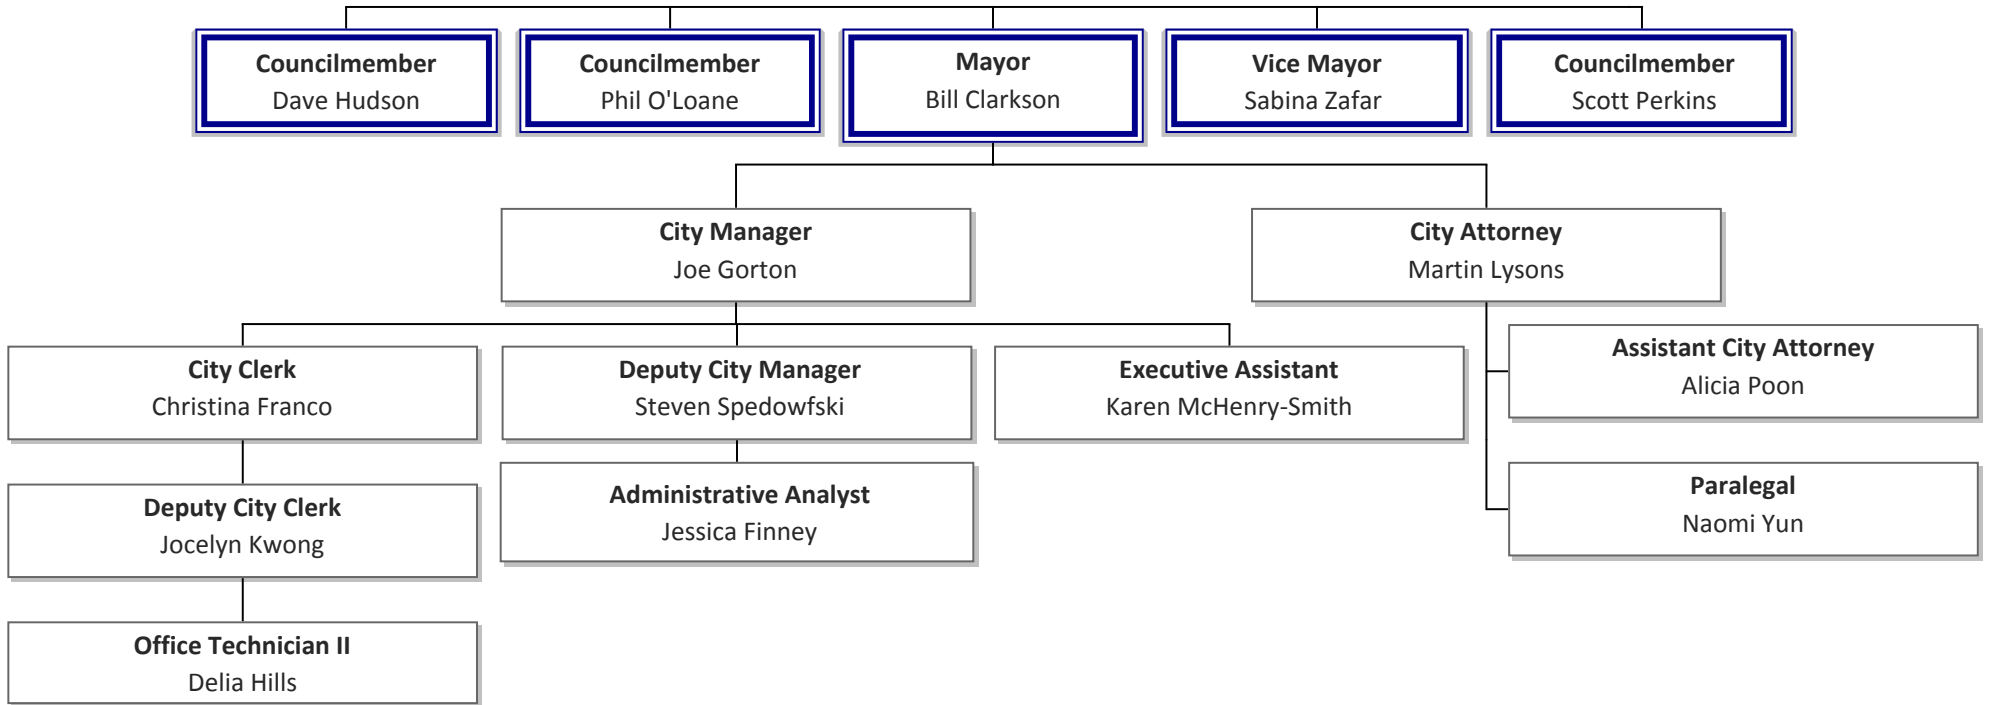 Councilmember
Dave Hudson
Councilmember
Phil O'Loane
Mayor
Bill Clarkson
Vice Mayor
Sabina Zafar
Councilmember
Scott Perkins
City Manager
Joe Gorton
City Attorney
Martin Lysons
City Clerk
Christina Franco
Deputy City Manager
Steven Spedowfski
Executive Assistant
Karen McHenry-Smith
Assistant City Attorney
Alicia Poon
Deputy City Clerk
Jocelyn Kwong
Administrative Analyst
Jessica Finney
Paralegal
Naomi Yun
Office Technician II
Delia Hills